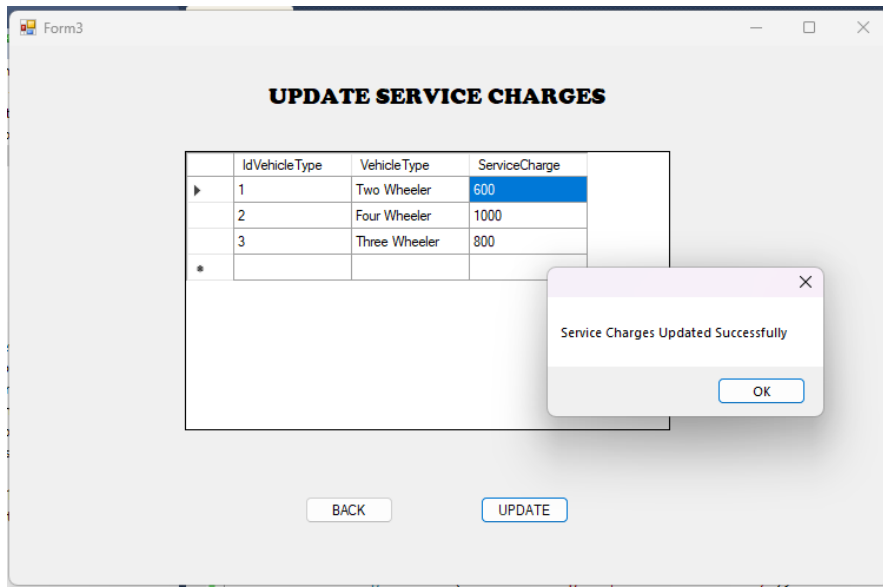 Form3
UPDATE SERVICE CHARGES
IdVehicleType VehicleType ServiceCharge
1 Two Wheeler 600
2 Four Wheeler 1000
3 Three Wheeler 800
Service Charges Updated Successfully
OK
BACK UPDATE